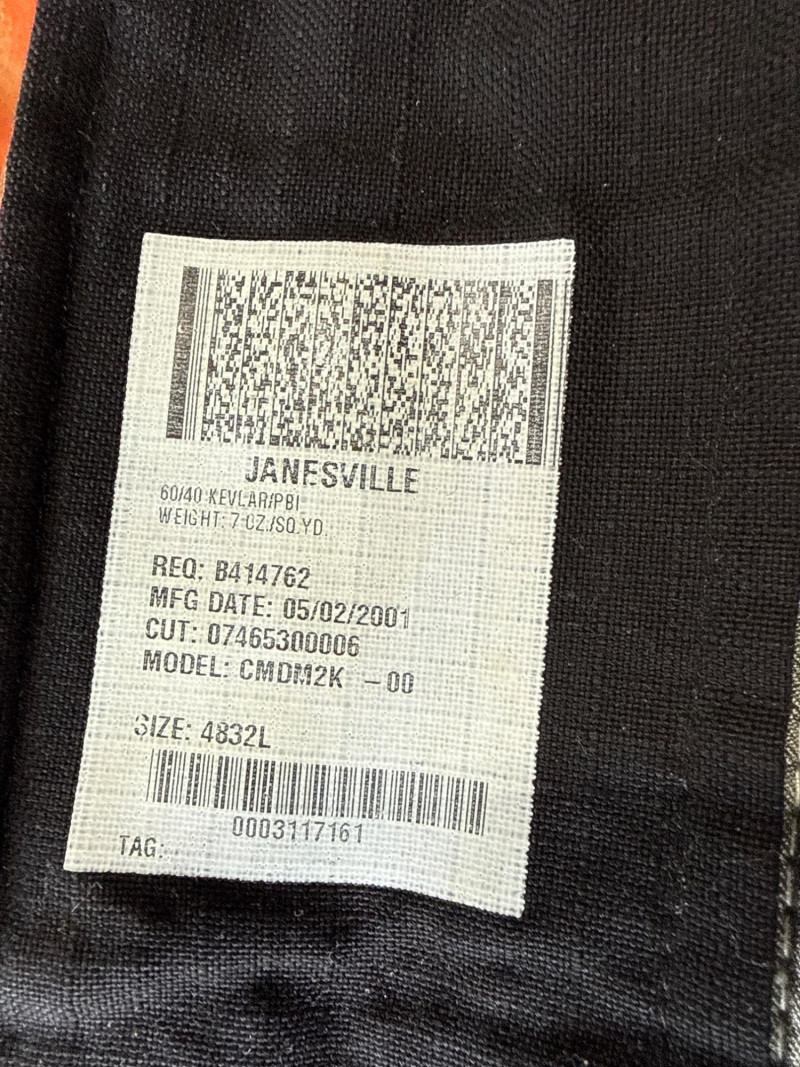 JANESVILLE
60/40 KEVLAR/PBI
WEIGHT: 7 OZ./SQ.YD.
REQ: B414762
MFG DATE: 05/02/2001
CUT: 07465300006
MODEL: CMDM2K – 00
SIZE: 4832L
0003117161
TAG: